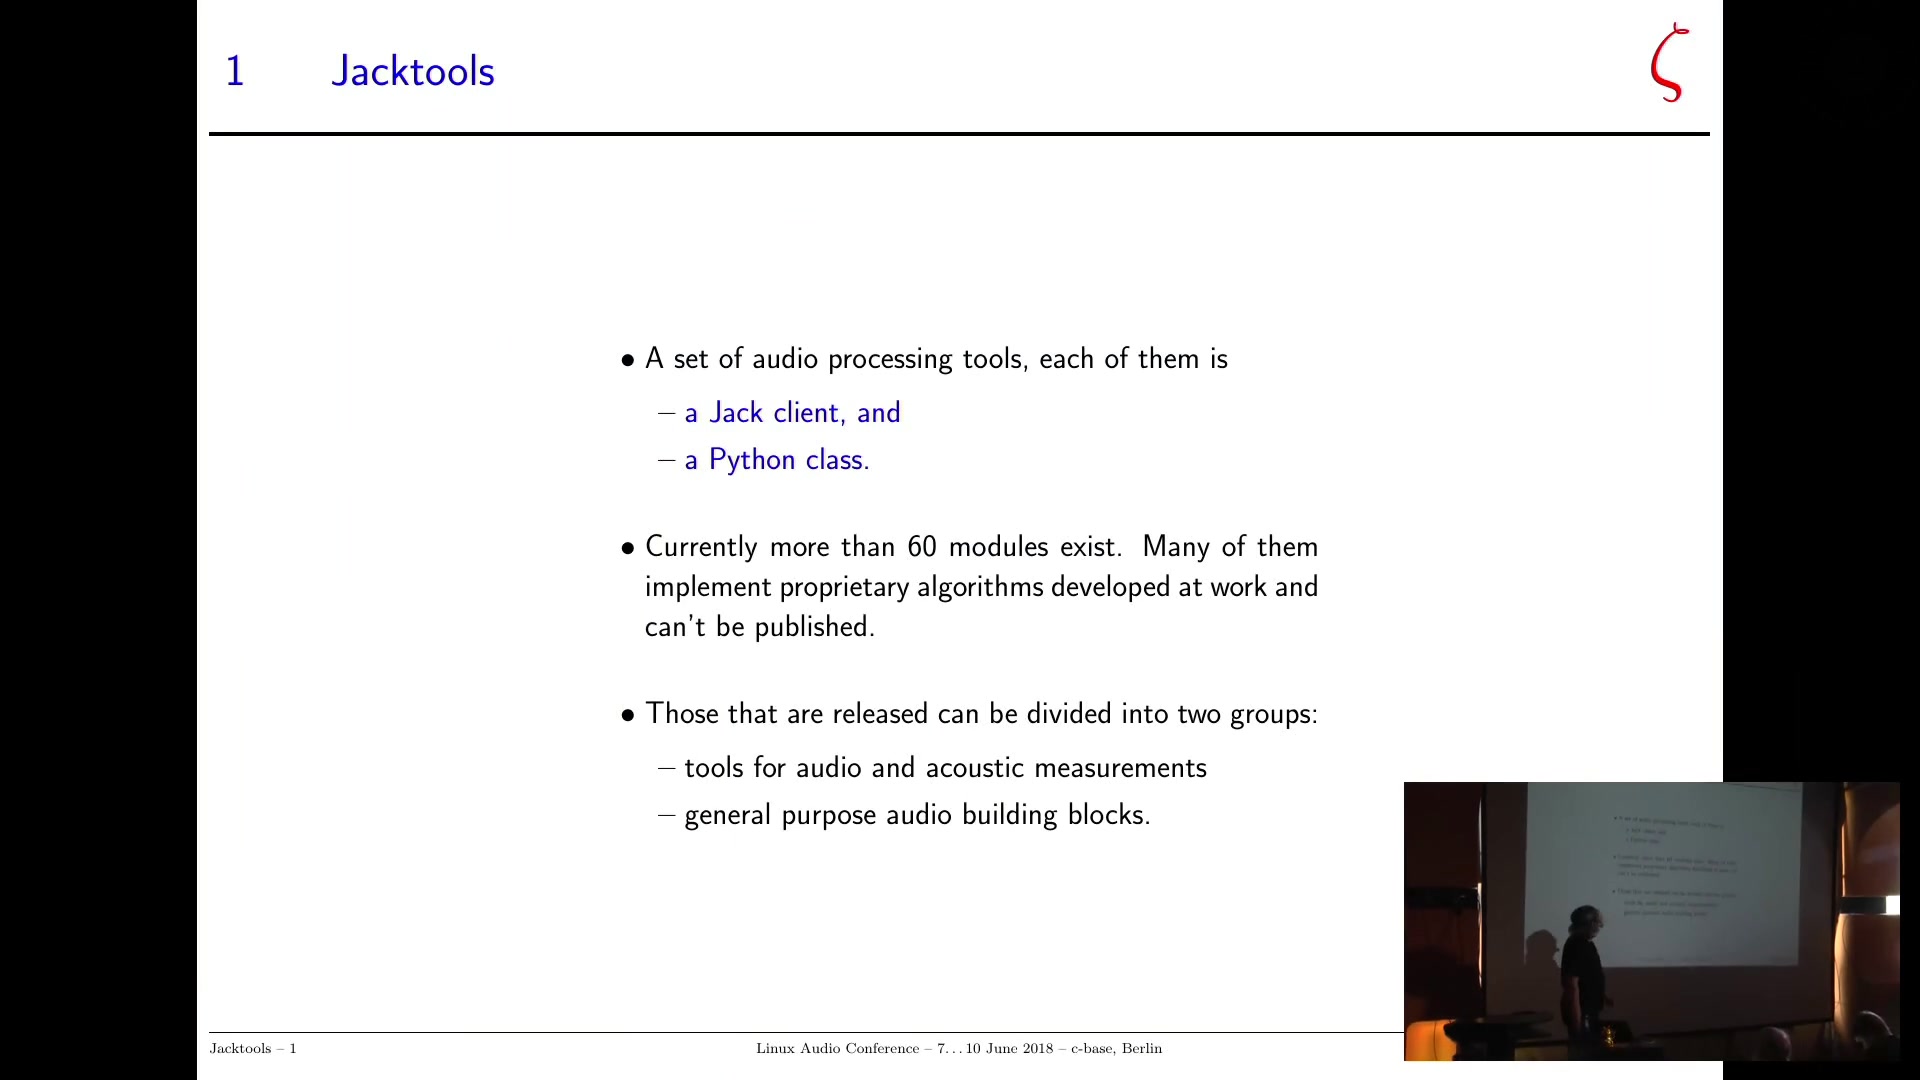 1 Jacktools
ζ
• A set of audio processing tools, each of them is
– a Jack client, and
– a Python class.
• Currently more than 60 modules exist. Many of them
implement proprietary algorithms developed at work and
can't be published.
• Those that are released can be divided into two groups:
– tools for audio and acoustic measurements
– general purpose audio building blocks.
Jacktools – 1
Linux Audio Conference – 7...10 June 2018 – c-base, Berlin